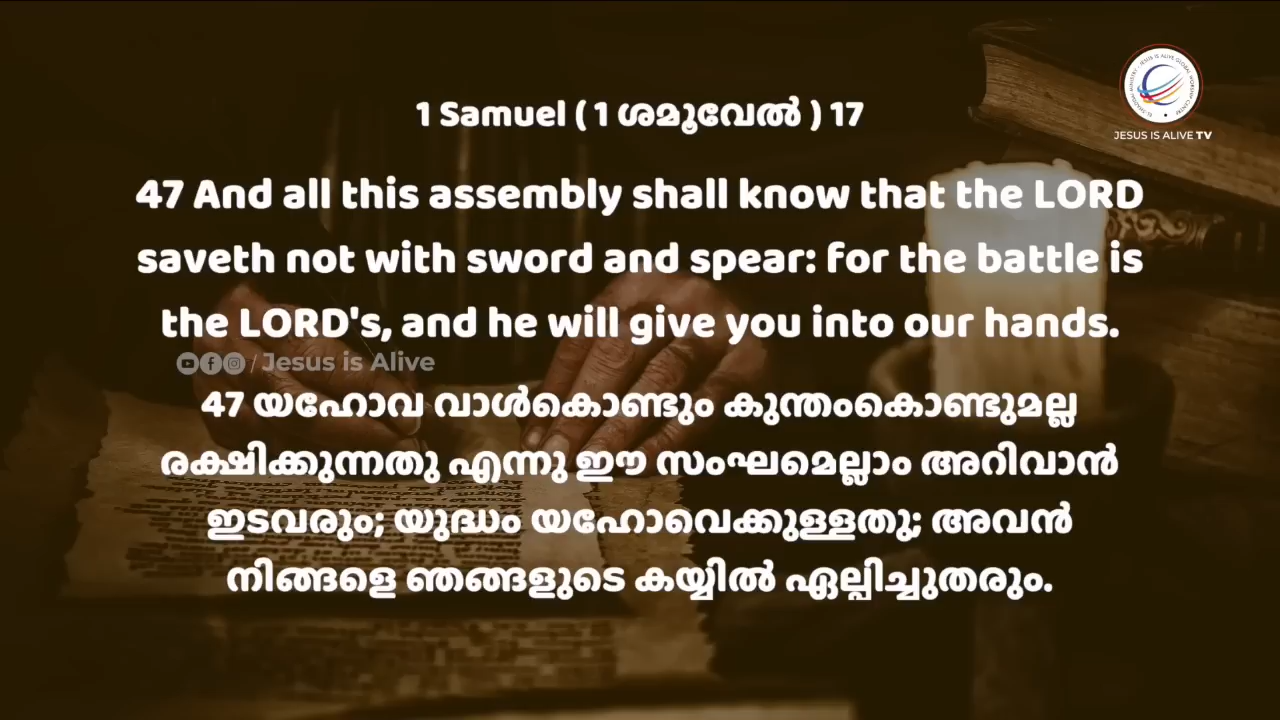 1 Samuel ( 1 ശമൂവേൽ ) 17
JESUS IS ALIVE TV
47 And all this assembly shall know that the LORD
saveth not with sword and spear: for the battle is
the LORD's, and he will give you into our hands.
/ Jesus is Alive
47 യഹോവ വാൾകൊണ്ടും കുന്തംകൊണ്ടുമല്ല
രക്ഷിക്കുന്നതു എന്നു ഈ സംഘമെല്ലാം അറിവാൻ
ഇടവരും; യുദ്ധം യഹോവെക്കുള്ളതു; അവൻ
നിങ്ങളെ ഞങ്ങളുടെ കയ്യിൽ ഏല്പിച്ചുതരും.